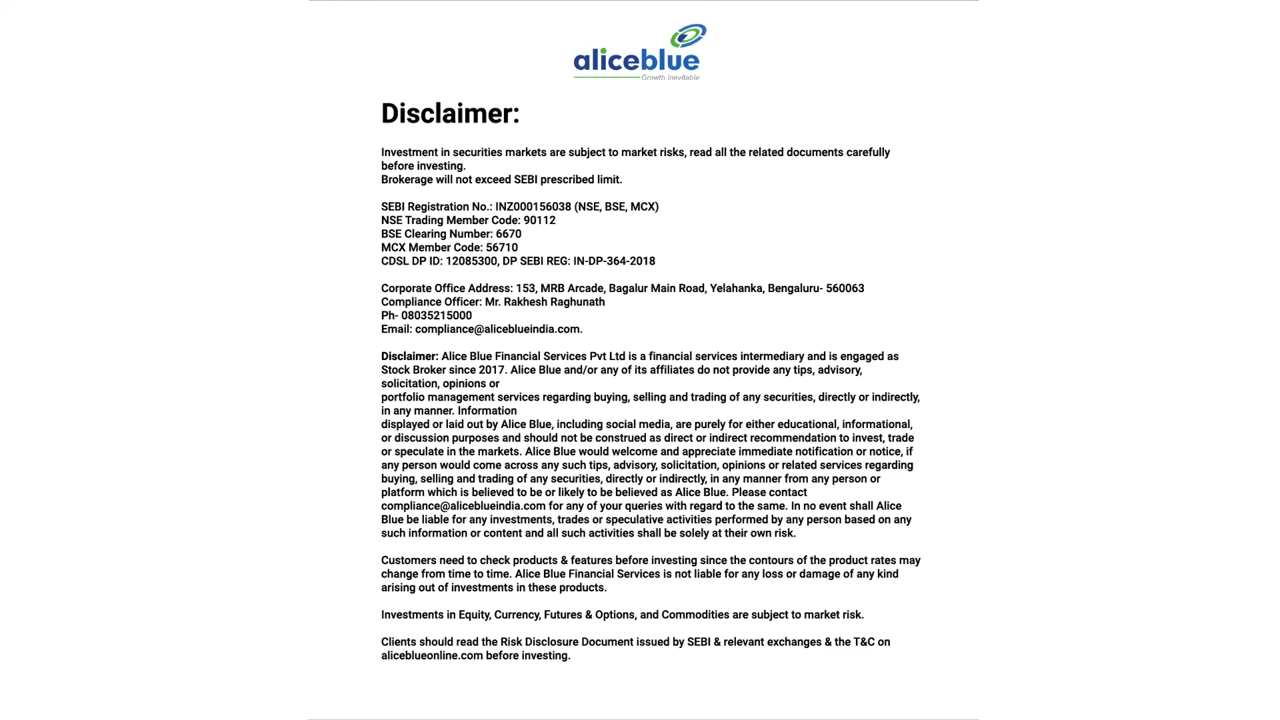 aliceblue
Growth Inevitable
Disclaimer:
Investment in securities markets are subject to market risks, read all the related documents carefully
before investing.
Brokerage will not exceed SEBI prescribed limit.
SEBI Registration No.: INZ000156038 (NSE, BSE, MCX)
NSE Trading Member Code: 90112
BSE Clearing Number: 6670
MCX Member Code: 56710
CDSL DP ID: 12085300, DP SEBI REG: IN-DP-364-2018
Corporate Office Address: 153, MRB Arcade, Bagalur Main Road, Yelahanka, Bengaluru- 560063
Compliance Officer: Mr. Rakhesh Raghunath
Ph- 08035215000
Email: compliance@aliceblueindia.com.
Disclaimer: Alice Blue Financial Services Pvt Ltd is a financial services intermediary and is engaged as
Stock Broker since 2017. Alice Blue and/or any of its affiliates do not provide any tips, advisory,
solicitation, opinions or
portfolio management services regarding buying, selling and trading of any securities, directly or indirectly,
in any manner. Information
displayed or laid out by Alice Blue, including social media, are purely for either educational, informational,
or discussion purposes and should not be construed as direct or indirect recommendation to invest, trade
or speculate in the markets. Alice Blue would welcome and appreciate immediate notification or notice, if
any person would come across any such tips, advisory, solicitation, opinions or related services regarding
buying, selling and trading of any securities, directly or indirectly, in any manner from any person or
platform which is believed to be or likely to be believed as Alice Blue. Please contact
compliance@aliceblueindia.com for any of your queries with regard to the same. In no event shall Alice
Blue be liable for any investments, trades or speculative activities performed by any person based on any
such information or content and all such activities shall be solely at their own risk.
Customers need to check products & features before investing since the contours of the product rates may
change from time to time. Alice Blue Financial Services is not liable for any loss or damage of any kind
arising out of investments in these products.
Investments in Equity, Currency, Futures & Options, and Commodities are subject to market risk.
Clients should read the Risk Disclosure Document issued by SEBI & relevant exchanges & the T&C on
aliceblueonline.com before investing.